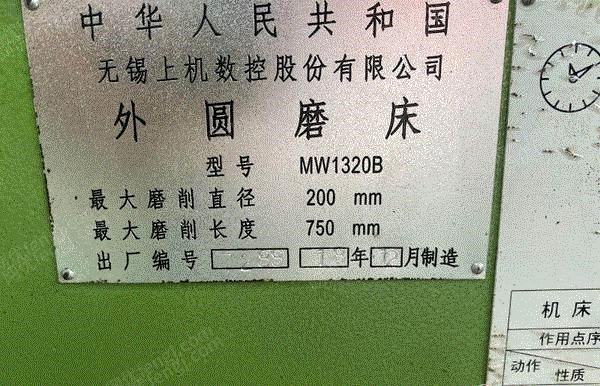 中华人民共和国
无锡上机数控股份有限公司
外圆磨床
型号 MW1320B
最大磨削直径 200 mm
最大磨削长度 750 mm
出厂编号 年 月制造
机床
作用点序
动作
性质